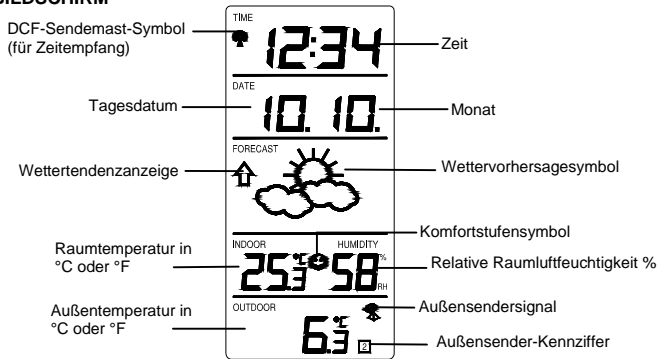 BILDSCHIRM
DCF-Sendemast-Symbol
(für Zeitempfang)
TIME
12:34
Zeit
DATE
Tagesdatum
10. 10.
Monat
FORECAST
Wettertendenzanzeige
Wettervorhersagesymbol
Komfortstufensymbol
INDOOR
HUMIDITY
Raumtemperatur in
°C oder °F
25.3 °C
58 %
RH
Relative Raumluftfeuchtigkeit %
Außentemperatur in
°C oder °F
OUTDOOR
6.3 °C
2
Außensendersignal
Außensender-Kennziffer